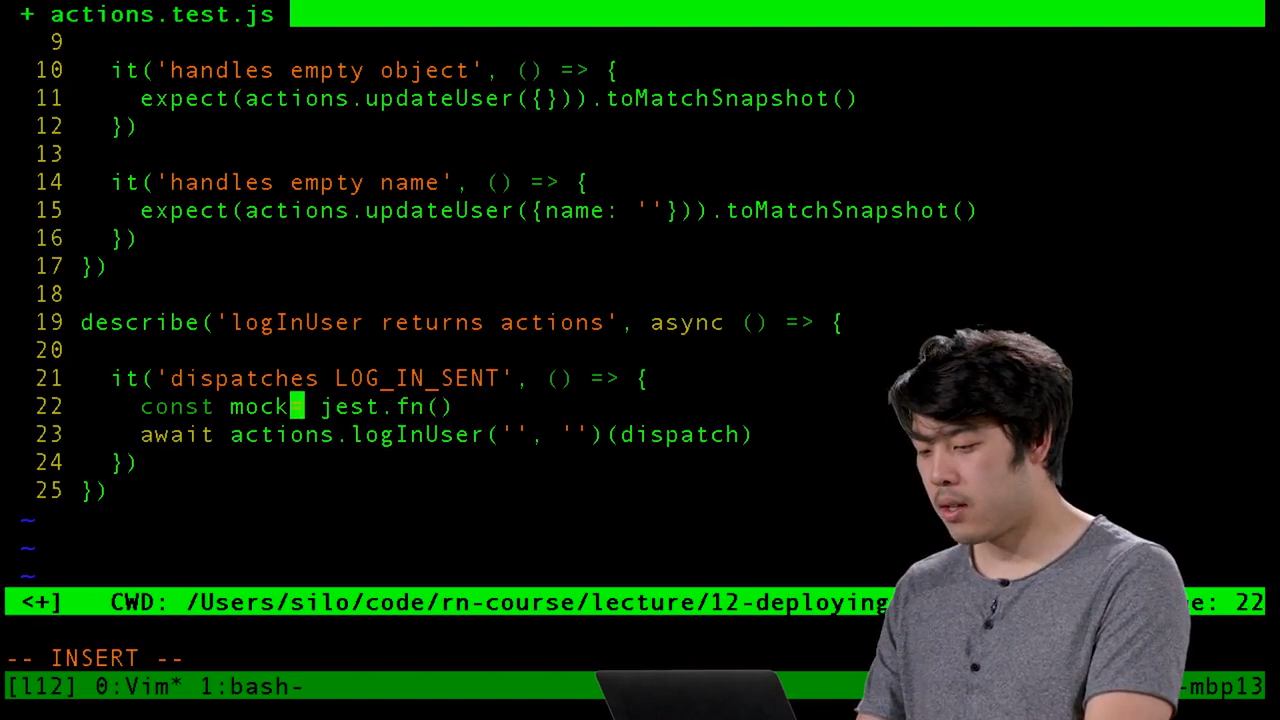 + actions.test.js
9
10 it('handles empty object', () => {
11 expect(actions.updateUser({})).toMatchSnapshot()
12 })
13
14 it('handles empty name', () => {
15 expect(actions.updateUser({name: ''})).toMatchSnapshot()
16 })
17 })
18
19 describe('logInUser returns actions', async () => {
20
21 it('dispatches LOG_IN_SENT', () => {
22 const mock= jest.fn()
23 await actions.logInUser('', '')(dispatch)
24 })
25 })
~
~
~
<+] CWD: /Users/silo/code/rn-course/lecture/12-deploying e: 22
-- INSERT --
[l12] 0:Vim* 1:bash- -mbp13